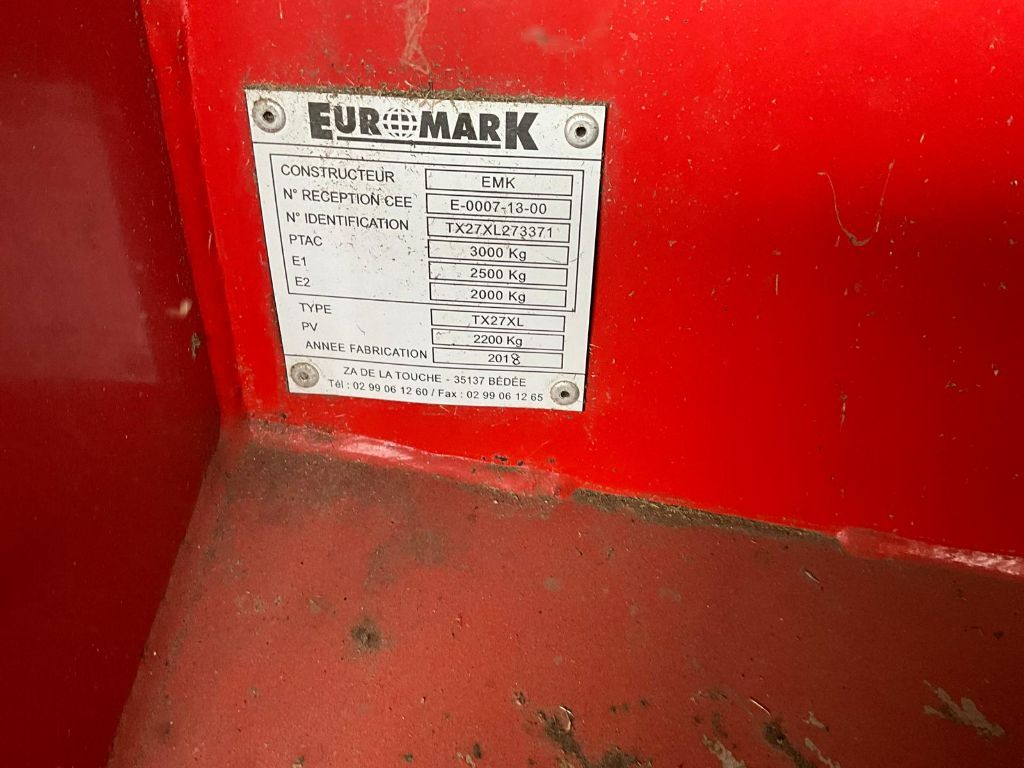 EUROMARK
CONSTRUCTEUR EMK
N° RECEPTION CEE E-0007-13-00
N° IDENTIFICATION TX27XL273371
PTAC 3000 Kg
E1 2500 Kg
E2 2000 Kg
TYPE TX27XL
PV 2200 Kg
ANNEE FABRICATION 2018
ZA DE LA TOUCHE - 35137 BÉDÉE
Tél : 02 99 06 12 60 / Fax : 02 99 06 12 65